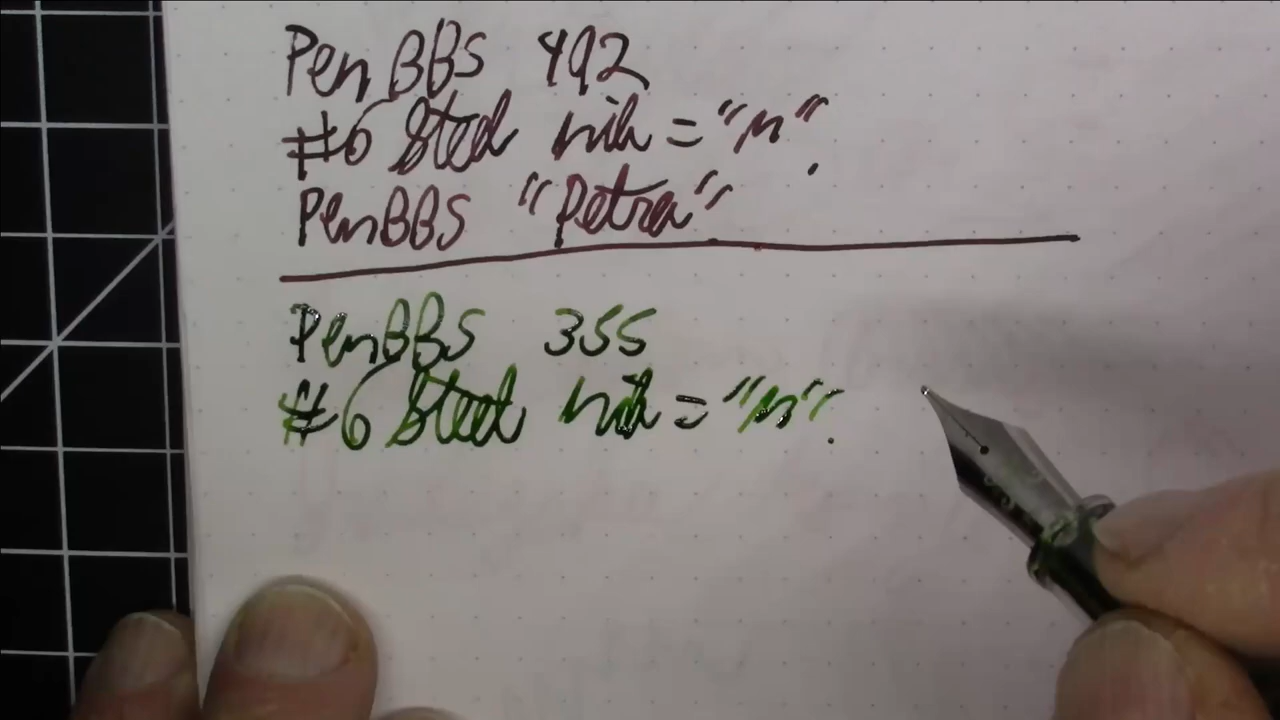 PenBBS 492
#6 Steel nib = "M".
PenBBS "Petra"
PenBBS 355
#6 Steel nib = "M".